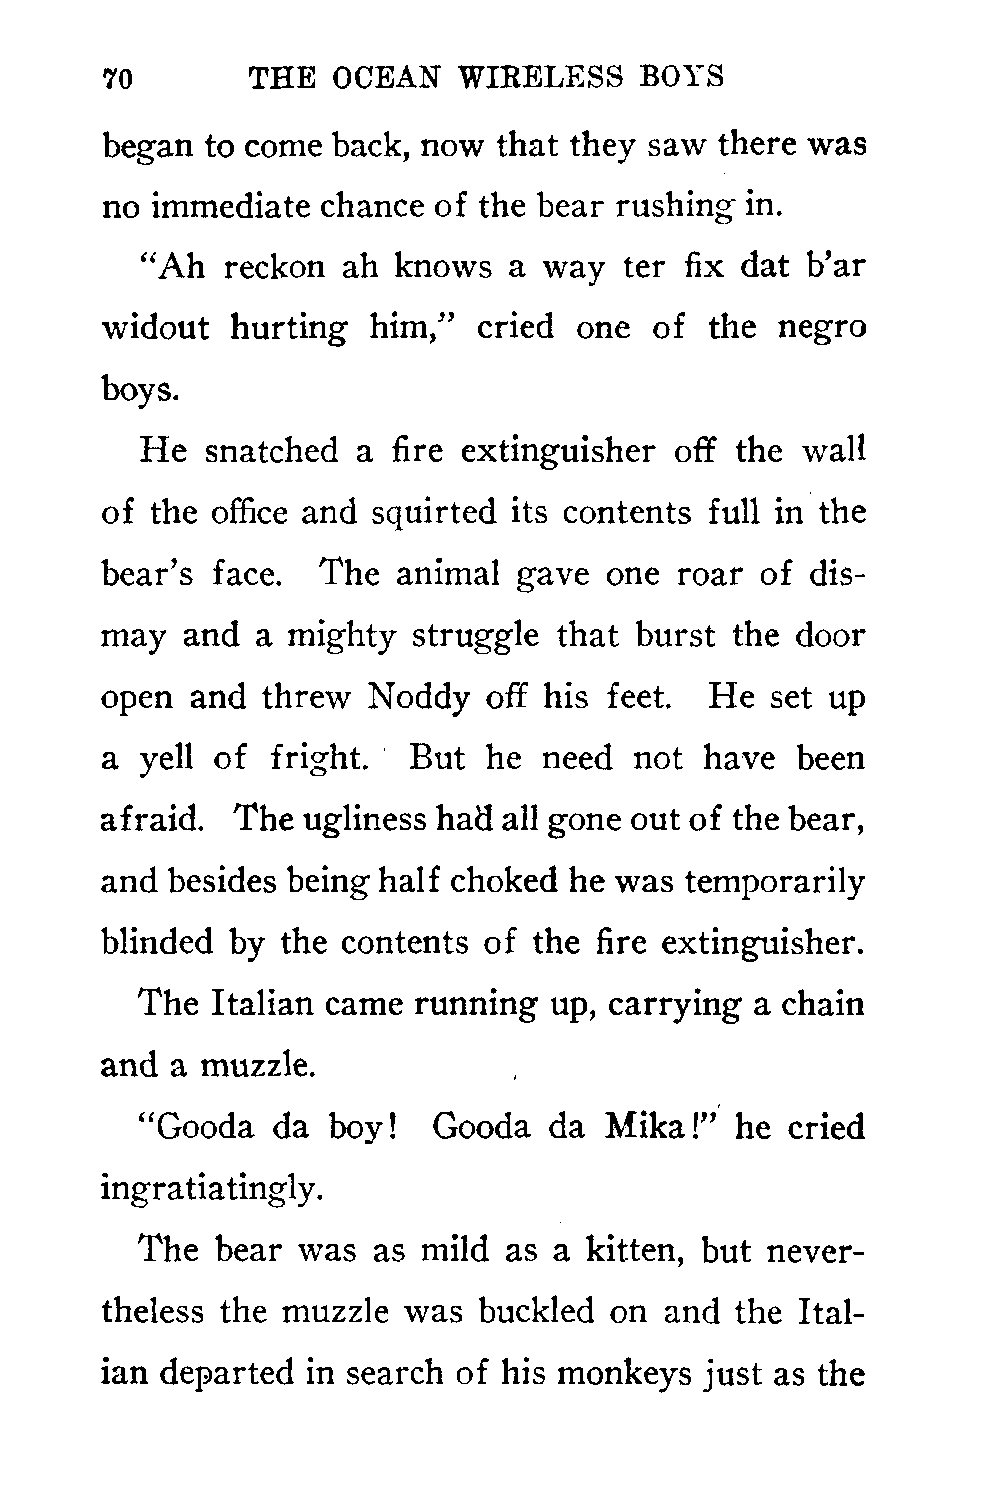 70 THE OCEAN WIRELESS BOYS
began to come back, now that they saw there was
no immediate chance of the bear rushing in.
“Ah reckon ah knows a way ter fix dat b’ar
widout hurting him,” cried one of the negro
boys.
He snatched a fire extinguisher off the wall
of the office and squirted its contents full in the
bear’s face. The animal gave one roar of dis-
may and a mighty struggle that burst the door
open and threw Noddy off his feet. He set up
a yell of fright. But he need not have been
afraid. The ugliness had all gone out of the bear,
and besides being half choked he was temporarily
blinded by the contents of the fire extinguisher.
The Italian came running up, carrying a chain
and a muzzle.
“Gooda da boy! Gooda da Mika!” he cried
ingratiatingly.
The bear was as mild as a kitten, but never-
theless the muzzle was buckled on and the Ital-
ian departed in search of his monkeys just as the